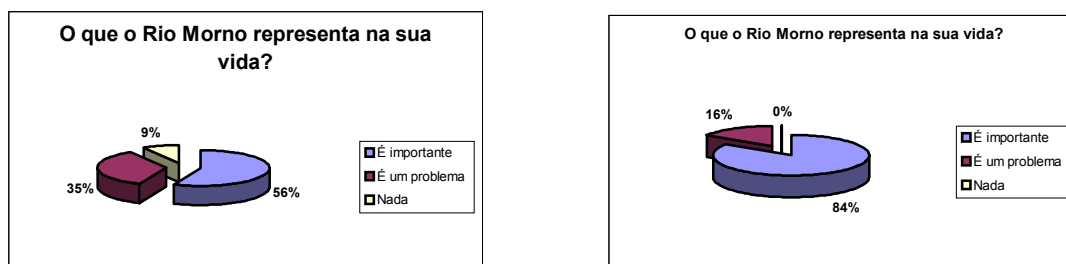 O que o Rio Morno representa na sua
vida?
9%
35%
56%
É importante
É um problema
Nada
O que o Rio Morno representa na sua vida?
16%
0%
84%
É importante
É um problema
Nada